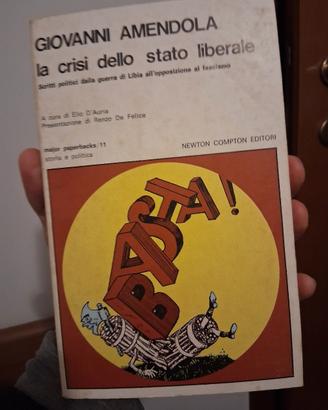 GIOVANNI AMENDOLA
la crisi dello stato liberale
Scritti politici dalla guerra di Libia all'opposizione al fascismo
A cura di Elio D'Auria
Presentazione di Renzo De Felice
major paperbacks/11
NEWTON COMPTON EDITORI
storia e politica
BASTA!